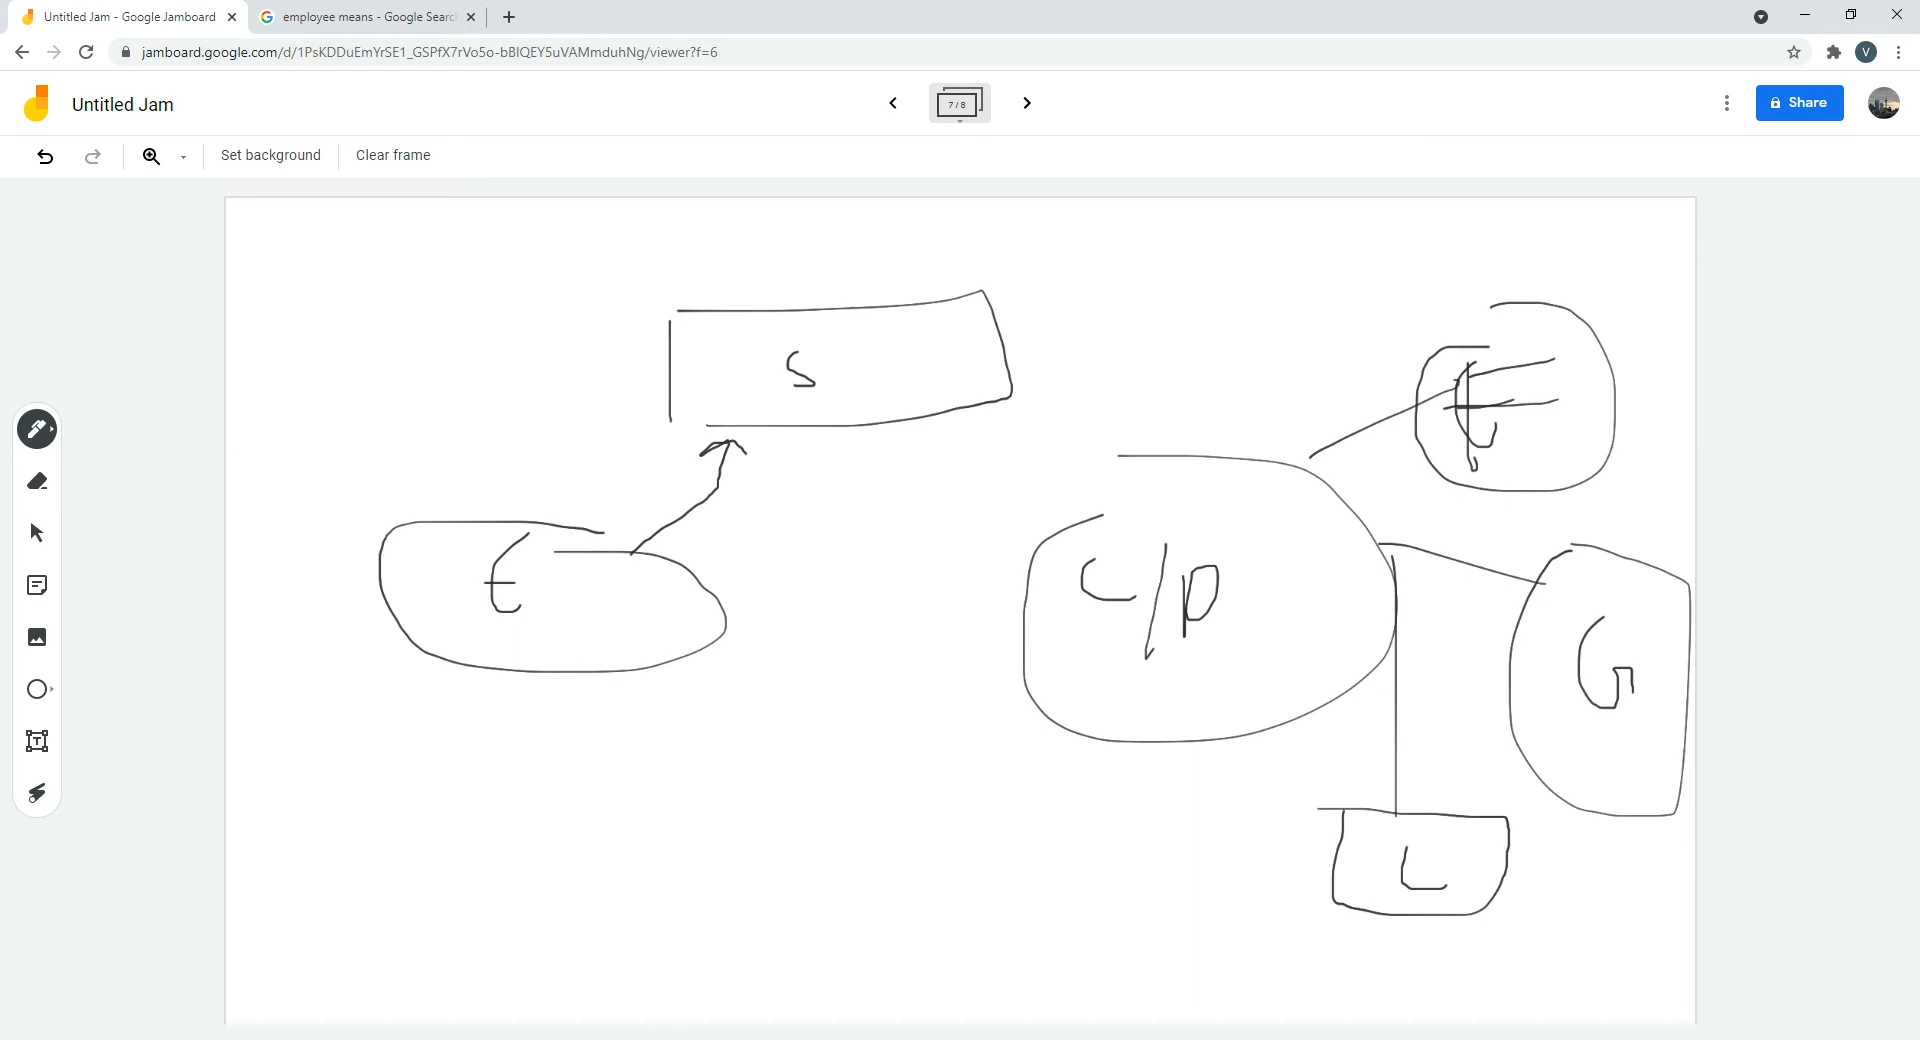 Untitled Jam - Google Jamboard
employee means - Google Searc
jamboard.google.com/d/1PsKDDuEmYrSE1_GSPfX7rVo5o-bBIQEY5uVAMmduhNg/viewer?f=6
V
Untitled Jam
7 / 8
Share
Set background
Clear frame
S
E
C/P
G
L